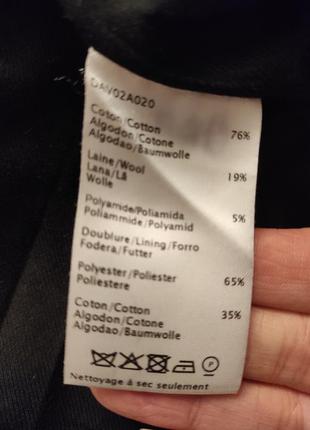 DAV02A020
Coton/Cotton
Algodon/Cotone 76%
Algodao/Baumwolle
Laine/Wool
Lana/Lã 19%
Wolle
Polyamide/Poliamida 5%
Poliammide/Polyamid
Doublure/Lining/Forro
Fodera/Futter
Polyester/Poliester 65%
Poliestere
Coton/Cotton 35%
Algodon/Cotone
Algodao/Baumwolle
P
Nettoyage à sec seulement